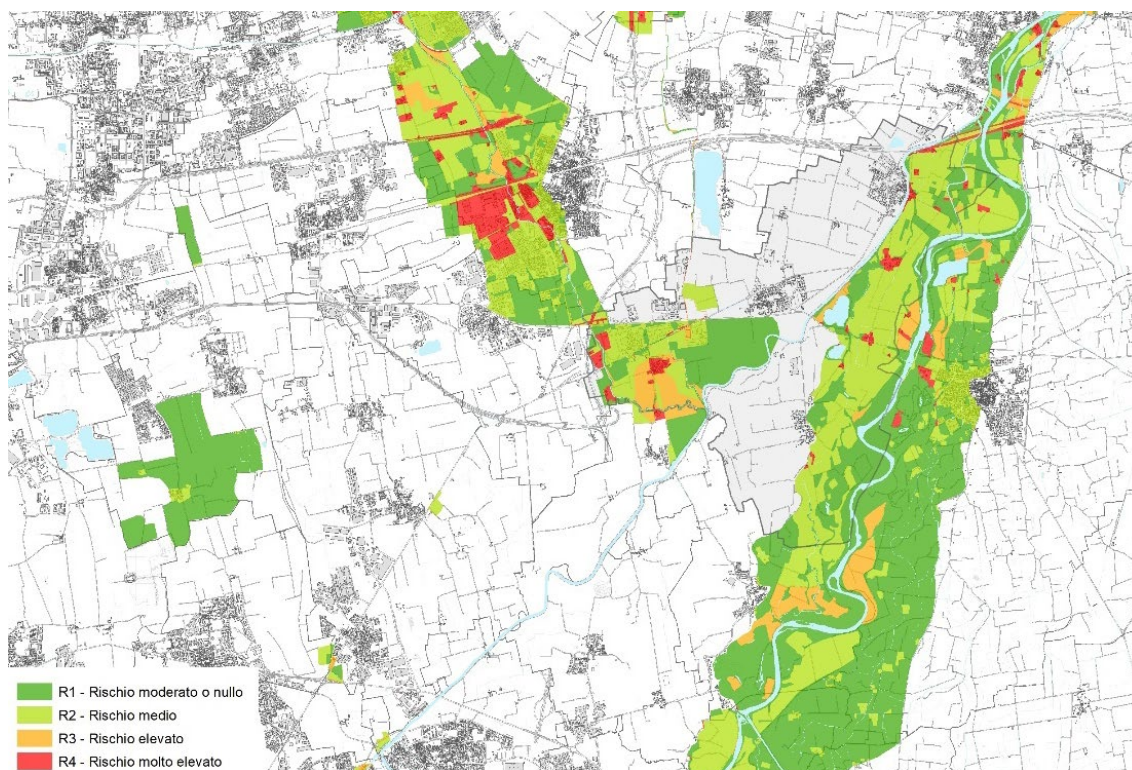 R1 - Rischio moderato o nullo
R2 - Rischio medio
R3 - Rischio elevato
R4 - Rischio molto elevato